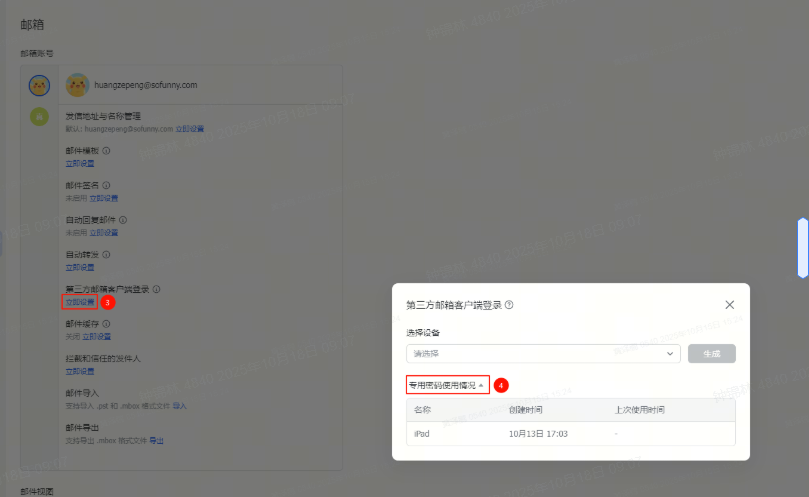 邮箱
邮箱账号
huangzepeng@sofunny.com
发信地址与名称管理
默认: huangzepeng@sofunny.com 立即设置
邮件模板
立即设置
邮件签名
未启用 立即设置
自动回复邮件
未启用 立即设置
自动转发
立即设置
第三方邮箱客户端登录
立即设置 3
邮件缓存
关闭 立即设置
拦截和信任的发件人
立即设置
邮件导入
支持导入 .pst 和 .mbox 格式文件 导入
邮件导出
支持导出 .mbox 格式文件 导出
邮件视图
第三方邮箱客户端登录
选择设备
请选择 生成
专用密码使用情况 4
名称 创建时间 上次使用时间
iPad 10月13日 17:03 -